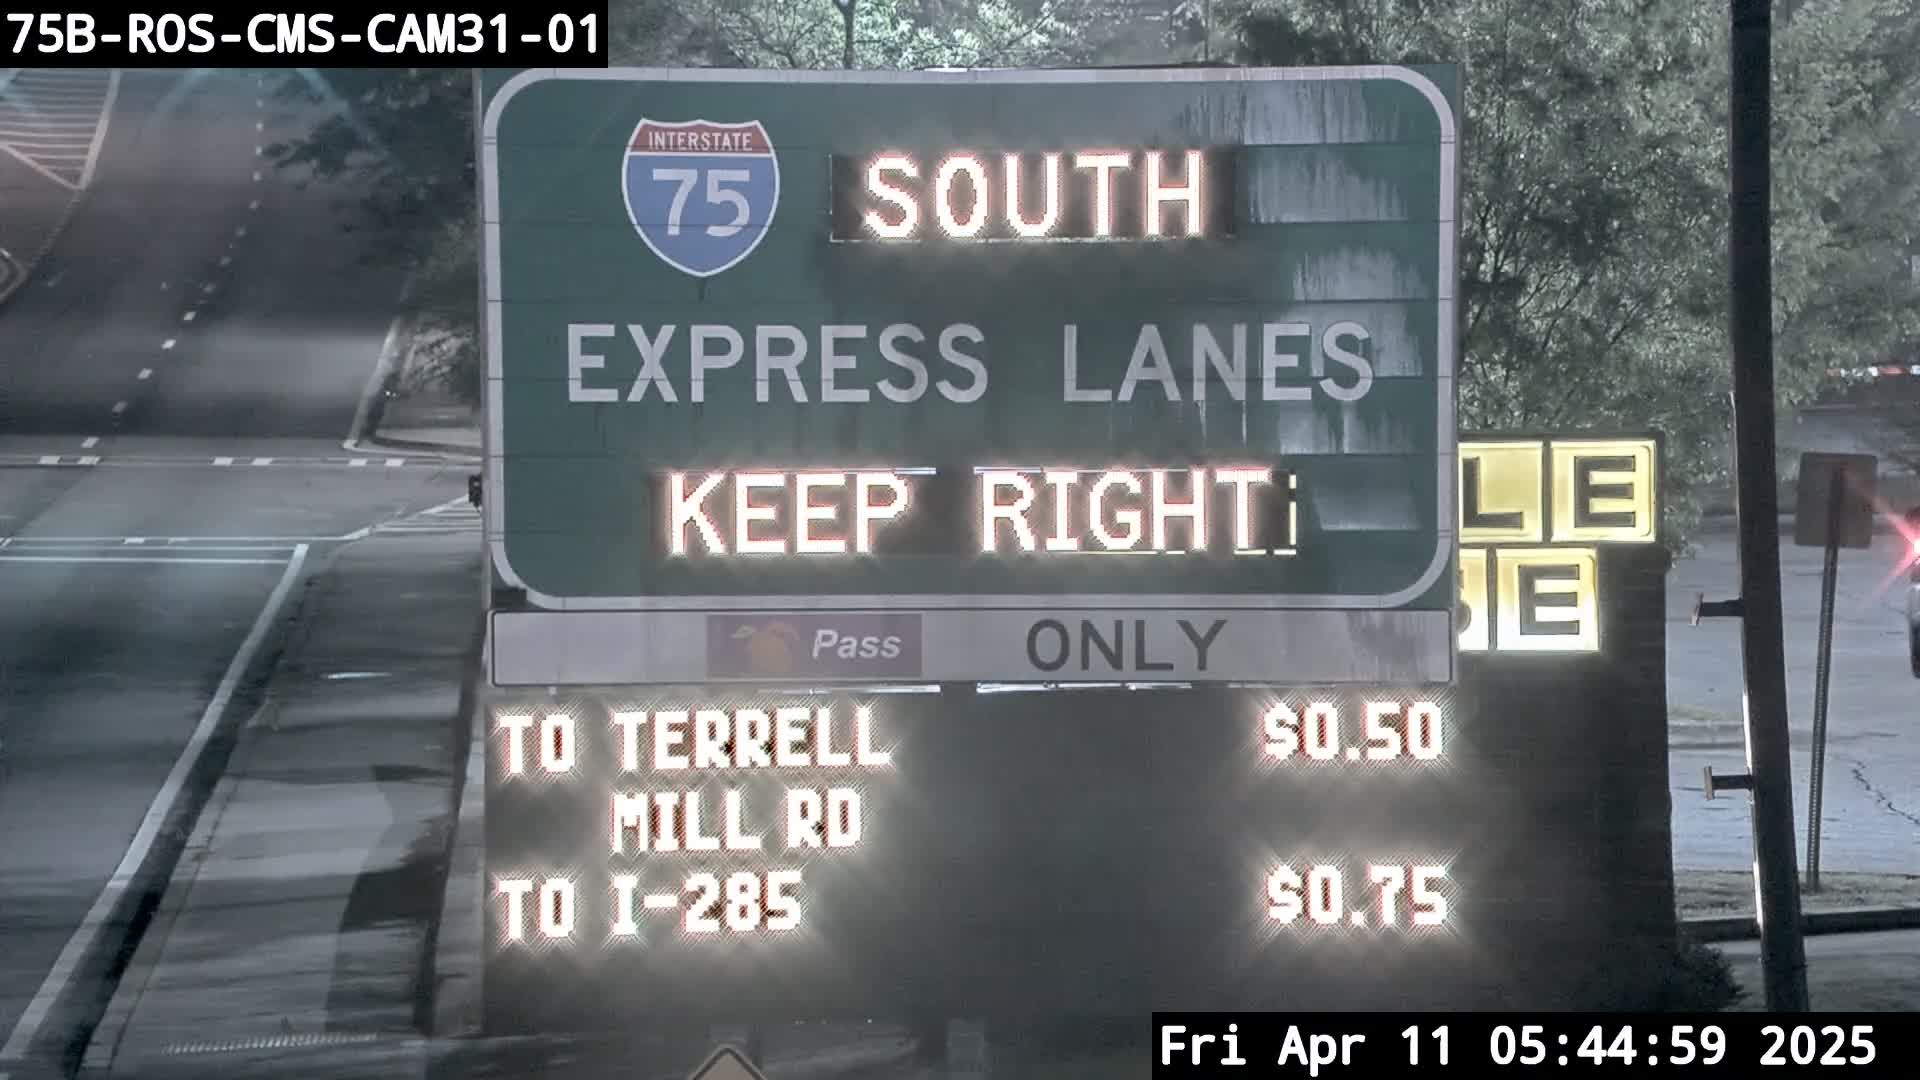 75B-ROS-CMS-CAM31-01
INTERSTATE
75
SOUTH
EXPRESS LANES
KEEP RIGHT
Pass ONLY
TO TERRELL $0.50
MILL RD
TO I-285 $0.75
LE
E
Fri Apr 11 05:44:59 2025